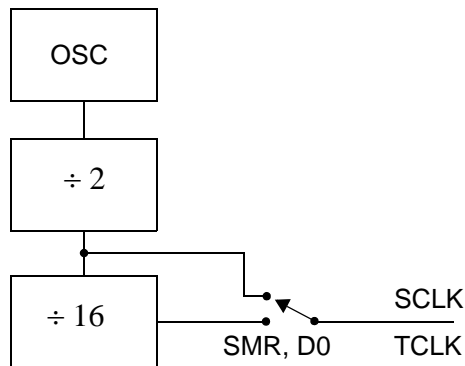 OSC
÷ 2
÷ 16
SCLK
SMR, D0
TCLK